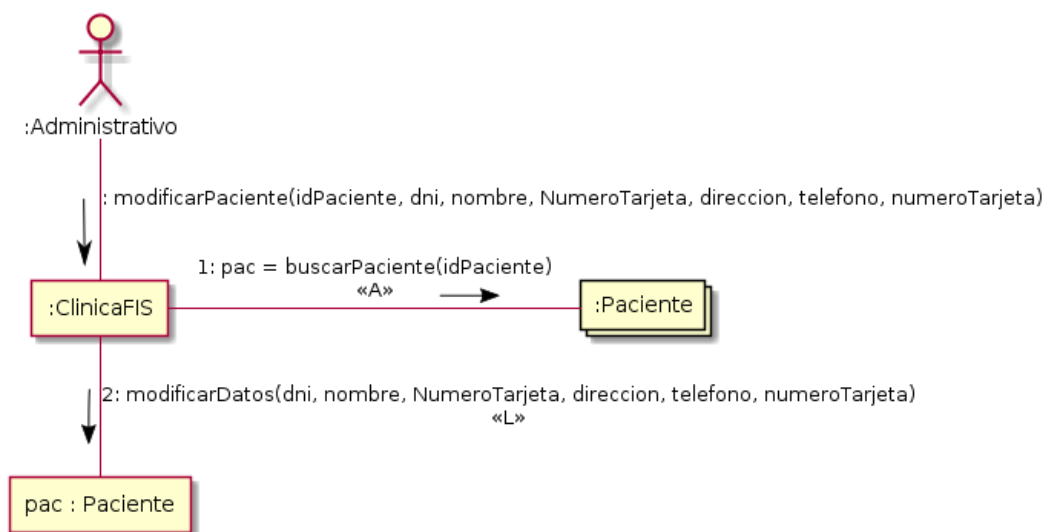 :Administrativo
: modificarPaciente(idPaciente, dni, nombre, NumeroTarjeta, direccion, telefono, numeroTarjeta)
1: pac = buscarPaciente(idPaciente)
«A»
:ClinicaFIS
:Paciente
2: modificarDatos(dni, nombre, NumeroTarjeta, direccion, telefono, numeroTarjeta)
«L»
pac : Paciente